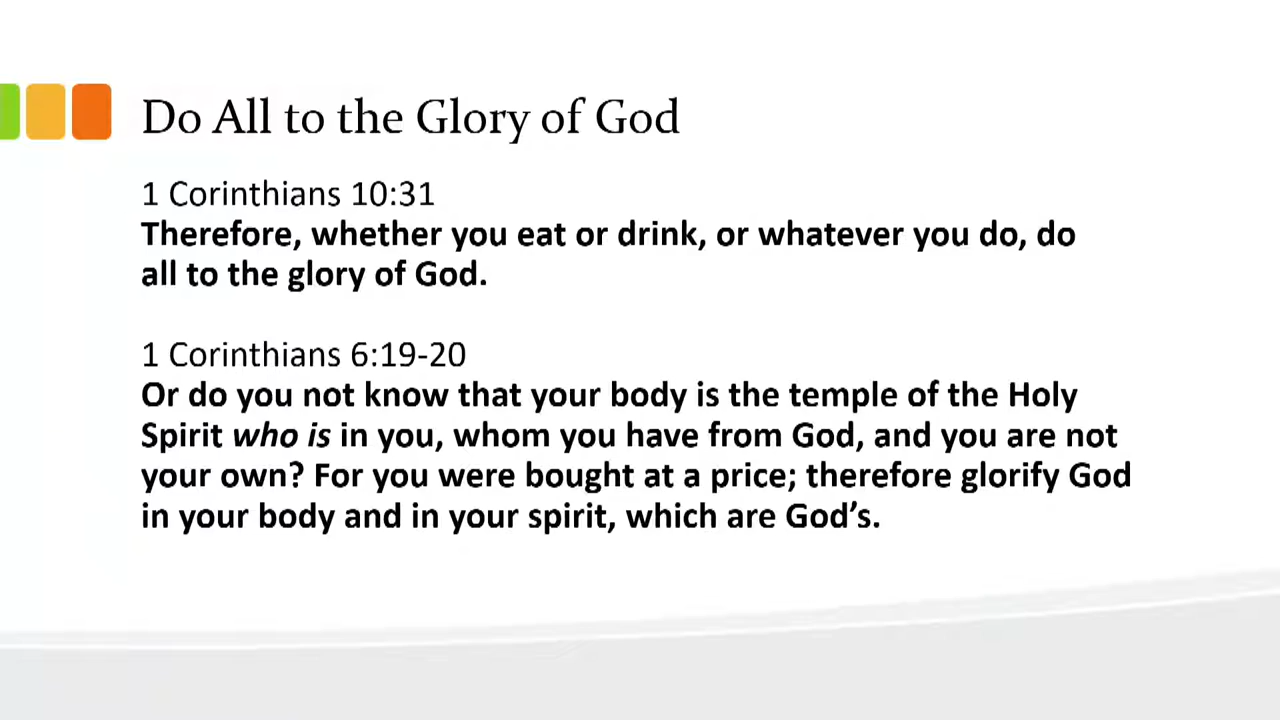 Do All to the Glory of God
1 Corinthians 10:31
Therefore, whether you eat or drink, or whatever you do, do
all to the glory of God.
1 Corinthians 6:19-20
Or do you not know that your body is the temple of the Holy
Spirit who is in you, whom you have from God, and you are not
your own? For you were bought at a price; therefore glorify God
in your body and in your spirit, which are God’s.